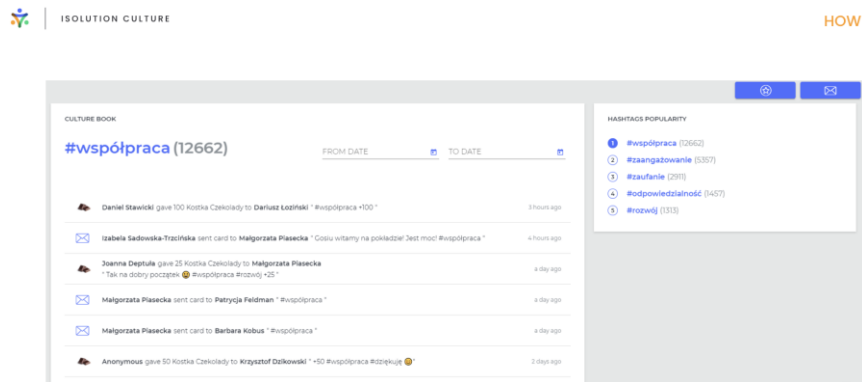 ISOLUTION CULTURE
HOW
CULTURE BOOK
#współpraca (12662)
FROM DATE
TO DATE
Daniel Stawicki gave 100 Kostka Czekolady to Dariusz Łoziński " #współpraca +100 "
3 hours ago
Izabela Sadowska-Trzcińska sent card to Małgorzata Piasecka " Gosiu witamy na pokładzie! Jest moc! #współpraca "
4 hours ago
Joanna Deptuła gave 25 Kostka Czekolady to Małgorzata Piasecka
" Tak na dobry początek 😀 #współpraca #rozwój +25 "
a day ago
Małgorzata Piasecka sent card to Patrycja Feldman " #współpraca "
a day ago
Małgorzata Piasecka sent card to Barbara Kobus " #współpraca "
a day ago
Anonymous gave 50 Kostka Czekolady to Krzysztof Dzikowski " +50 #współpraca #dziękuję 😀"
2 days ago
HASHTAGS POPULARITY
1 #współpraca (12662)
2 #zaangażowanie (5357)
3 #zaufanie (2911)
4 #odpowiedzialność (1457)
5 #rozwój (1313)